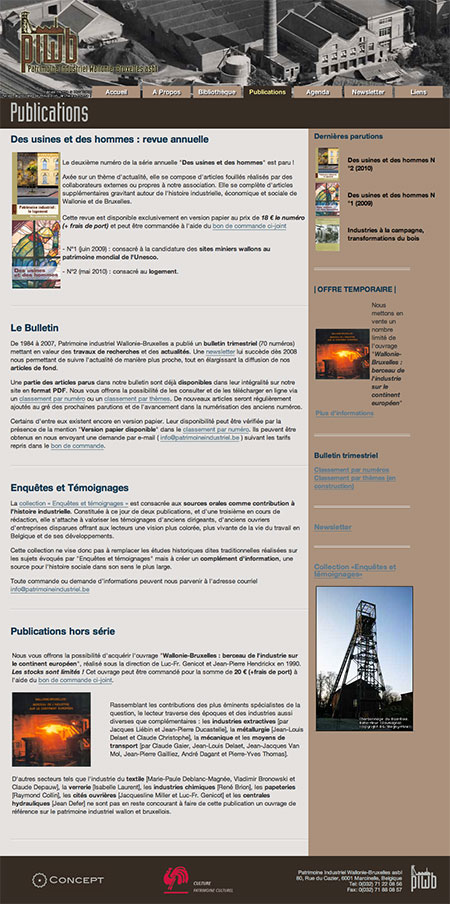 piwb
Patrimoine Industriel Wallonie-Bruxelles asbl
Accueil
A Propos
Bibliothèque
Publications
Agenda
Newsletter
Liens
Publications
Des usines et des hommes : revue annuelle
Le deuxième numéro de la série annuelle "Des usines et des hommes" est paru !
Axée sur un thème d'actualité, elle se compose d'articles fouillés réalisés par des
collaborateurs externes ou propres à notre association. Elle se complète d'articles
supplémentaires gravitant autour de l'histoire industrielle, économique et sociale de
Wallonie et de Bruxelles.
Cette revue est disponible exclusivement en version papier au prix de 18 € le numéro
(+ frais de port) et peut être commandée à l'aide du bon de commande ci-joint
- N°1 (juin 2009) : consacré à la candidature des sites miniers wallons au
patrimoine mondial de l'Unesco.
- N°2 (mai 2010) : consacré au logement.
Des usines et des hommes
Le Bulletin
De 1984 à 2007, Patrimoine industriel Wallonie-Bruxelles a publié un bulletin trimestriel (70 numéros)
mettant en valeur des travaux de recherches et des actualités. Une newsletter lui succède dès 2008
nous permettant de suivre l'actualité de manière plus proche, tout en élargissant la diffusion de nos
articles de fond.
Une partie des articles parus dans notre bulletin sont déjà disponibles dans leur intégralité sur notre
site en format PDF. Nous vous offrons la possibilité de les consulter et de les télécharger en ligne via
un classement par numéro ou un classement par thèmes. De nouveaux articles seront régulièrement
ajoutés au gré des prochaines parutions et de l'avancement dans la numérisation des anciens numéros.
Certains d'entre eux existent encore en version papier. Leur disponibilité peut être vérifiée par la
présence de la mention "Version papier disponible" dans le classement par numéro. Ils peuvent être
obtenus en nous envoyant une demande par e-mail ( info@patrimoineindustriel.be ) suivant les tarifs
repris dans le bon de commande.
Enquêtes et Témoignages
La collection « Enquêtes et témoignages » est consacrée aux sources orales comme contribution à
l'histoire industrielle. Constituée à ce jour de deux publications, et d'une troisième en cours de
rédaction, elle s'attache à valoriser les témoignages d'anciens dirigeants, d'anciens ouvriers
d'entreprises disparues offrant aux lecteurs une vision plus colorée, plus vivante de la vie du travail en
Belgique et de ses développements.
Cette collection ne vise donc pas à remplacer les études historiques dites traditionnelles réalisées sur
les sujets évoqués par "Enquêtes et témoignages" mais à créer un complément d'information, une
source pour l'histoire sociale dans son sens le plus large.
Toute commande ou demande d'informations peuvent nous parvenir à l'adresse courriel
info@patrimoineindustriel.be
Publications hors série
Nous vous offrons la possibilité d'acquérir l'ouvrage "Wallonie-Bruxelles : berceau de l'industrie sur
le continent européen", réalisé sous la direction de Luc-Fr. Genicot et Jean-Pierre Hendrickx en 1990.
Les stocks sont limités ! Cet ouvrage peut être commandé pour la somme de 20 € (+frais de port) à
l'aide du bon de commande ci-joint.
Rassemblant les contributions des plus éminents spécialistes de la
question, le lecteur traverse des époques et des industries aussi
diverses que complémentaires : les industries extractives [par
Jacques Liébin et Jean-Pierre Ducastelle], la métallurgie [Jean-Louis
Delaet et Claude Christophe], la mécanique et les moyens de
transport [par Claude Gaier, Jean-Louis Delaet, Jean-Jacques Van
Mol, Jean-Pierre Gailliez, André Dagant et Pierre-Yves Thomas].
D'autres secteurs tels que l'industrie du textile [Marie-Paule Deblanc-Magnée, Vladimir Bronowski et
Claude Depauw], la verrerie [Isabelle Laurent], les industries chimiques [René Brion], les papeteries
[Raymond Collin], les cités ouvrières [Jacqueline Miller et Luc-Fr. Genicot] et les centrales
hydrauliques [Jean Defer] ne sont pas en reste concourant à faire de cette publication un ouvrage de
référence sur le patrimoine industriel wallon et bruxellois.
Dernières parutions
Des usines et des hommes N
°2 (2010)
Des usines et des hommes N
°1 (2009)
Industries à la campagne,
transformations du bois
| OFFRE TEMPORAIRE |
Nous
mettons en
vente un
nombre
limité de
l'ouvrage
"Wallonie-
Bruxelles :
berceau de
l'industrie
sur le
continent
européen"
Plus d'informations
Bulletin trimestriel
Classement par numéros
Classement par thèmes (en
construction)
Newsletter
Collection «Enquêtes et
témoignages»
CONCEPT
CULTURE
PATRIMOINE CULTUREL
Patrimoine Industriel Wallonie-Bruxelles asbl
80, Rue du Cazier, 6001 Marcinelle, Belgique
Tel: 0(032) 71 22 08 56
Fax: 0(032) 71 88 08 57
piwb